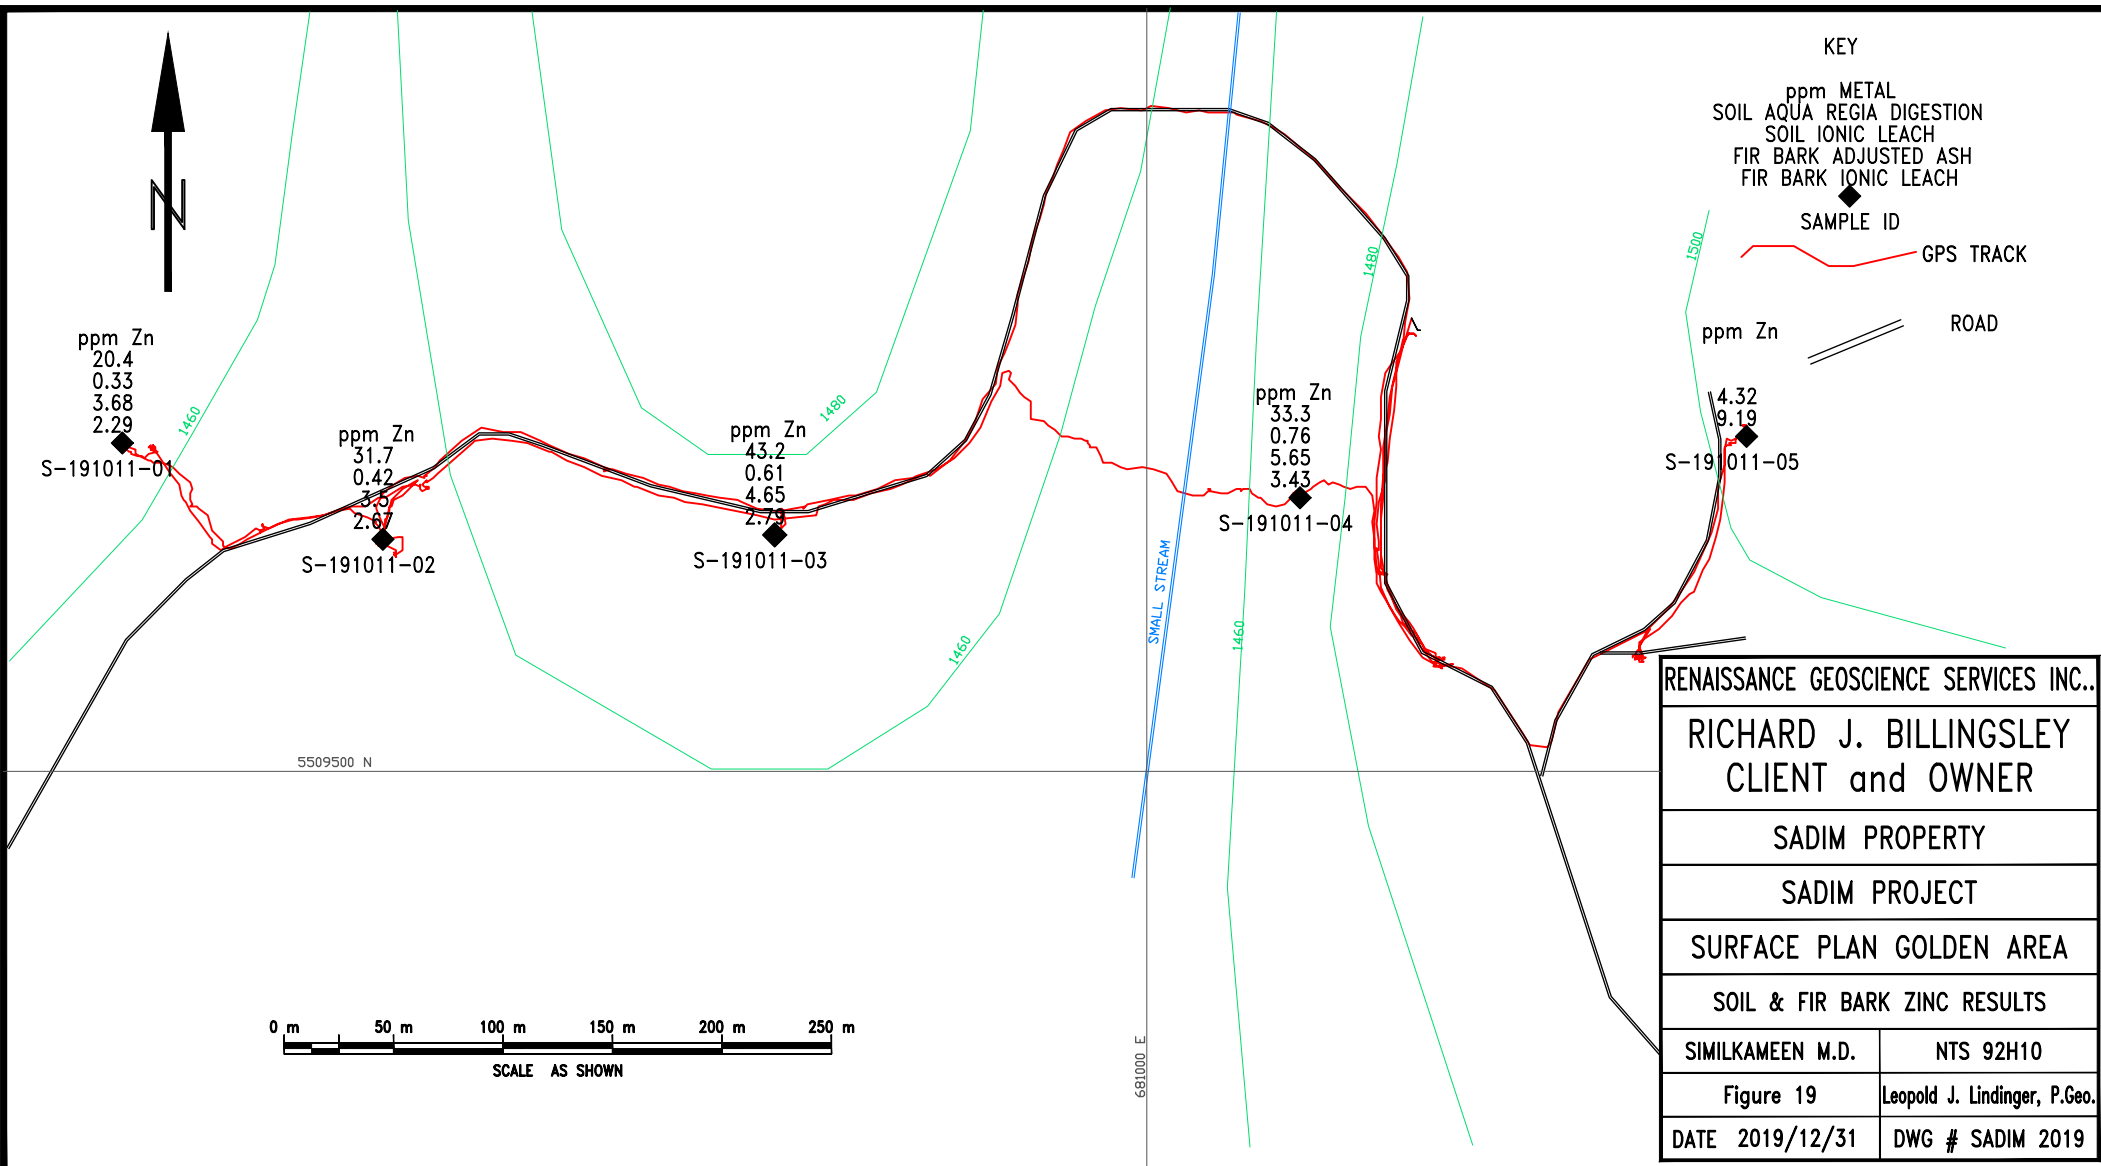 KEY
ppm METAL
SOIL AQUA REGIA DIGESTION
SOIL IONIC LEACH
FIR BARK ADJUSTED ASH
FIR BARK IONIC LEACH
SAMPLE ID
GPS TRACK
ROAD
N
1500
1480
ppm Zn
20.4
0.33
3.68
2.29
S-191011-01
1460
ppm Zn
31.7
0.42
3.5
2.67
S-191011-02
1480
ppm Zn
43.2
0.61
4.65
2.79
S-191011-03
ppm Zn
33.3
0.76
5.65
3.43
S-191011-04
ppm Zn
4.32
9.19
S-191011-05
SMALL STREAM
1460
1460
5509500 N
681000 E
0 m 50 m 100 m 150 m 200 m 250 m
SCALE AS SHOWN
RENAISSANCE GEOSCIENCE SERVICES INC..
RICHARD J. BILLINGSLEY
CLIENT and OWNER
SADIM PROPERTY
SADIM PROJECT
SURFACE PLAN GOLDEN AREA
SOIL & FIR BARK ZINC RESULTS
SIMILKAMEEN M.D. NTS 92H10
Figure 19 Leopold J. Lindinger, P.Geo.
DATE 2019/12/31 DWG # SADIM 2019